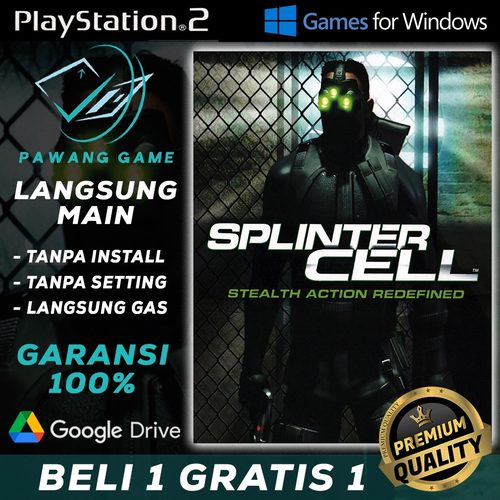 PlayStation®2
Games for Windows
PAWANG GAME
LANGSUNG
MAIN
- TANPA INSTALL
- TANPA SETTING
- LANGSUNG GAS
GARANSI
100%
Google Drive
SPLINTER
CELL™
STEALTH ACTION REDEFINED
PREMIUM
QUALITY
BELI 1 GRATIS 1